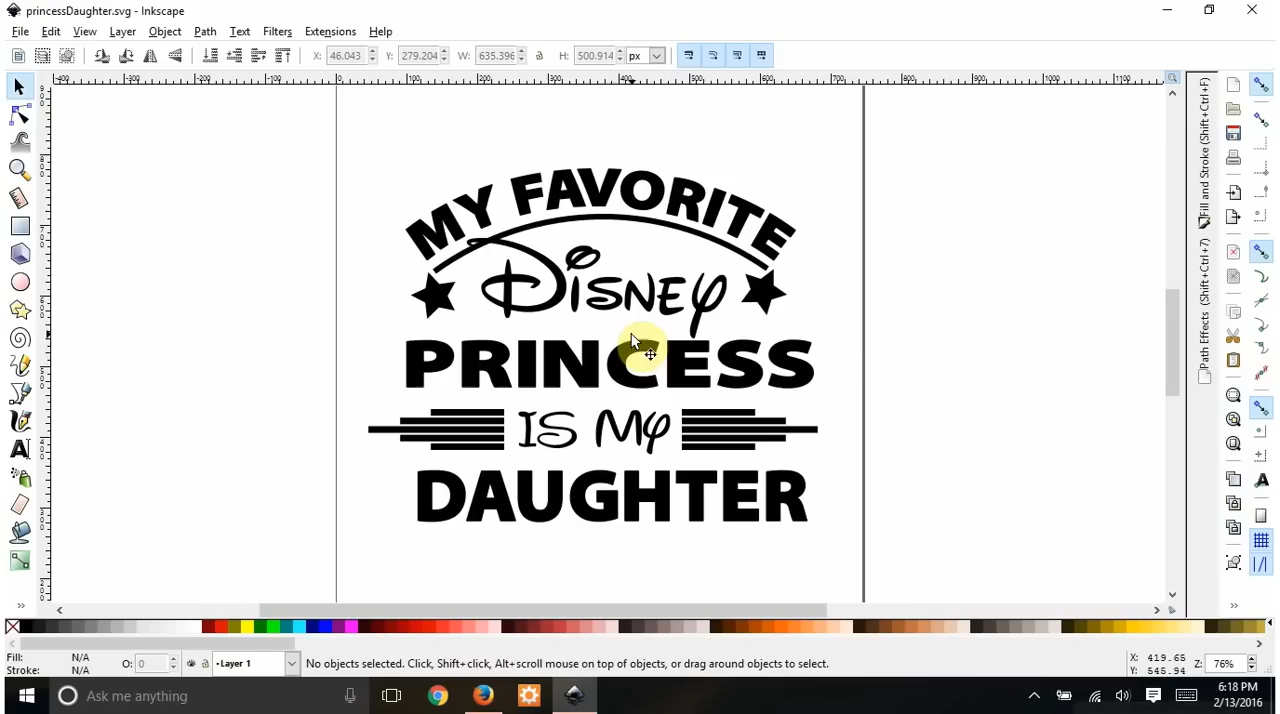 princessDaughter.svg - Inkscape
File Edit View Layer Object Path Text Filters Extensions Help
X: 46.043 Y: 279.204 W: 635.396 H: 500.914 px
MY FAVORITE
Disney
PRINCESS
IS My
DAUGHTER
Fill and Stroke (Shift+Ctrl+F)
Path Effects (Shift+Ctrl+7)
Fill: N/A
Stroke: N/A
O: 0
Layer 1
No objects selected. Click, Shift+click, Alt+scroll mouse on top of objects, or drag around objects to select.
X: 419.65
Y: 545.94
Z: 76%
Ask me anything
6:18 PM
2/13/2016